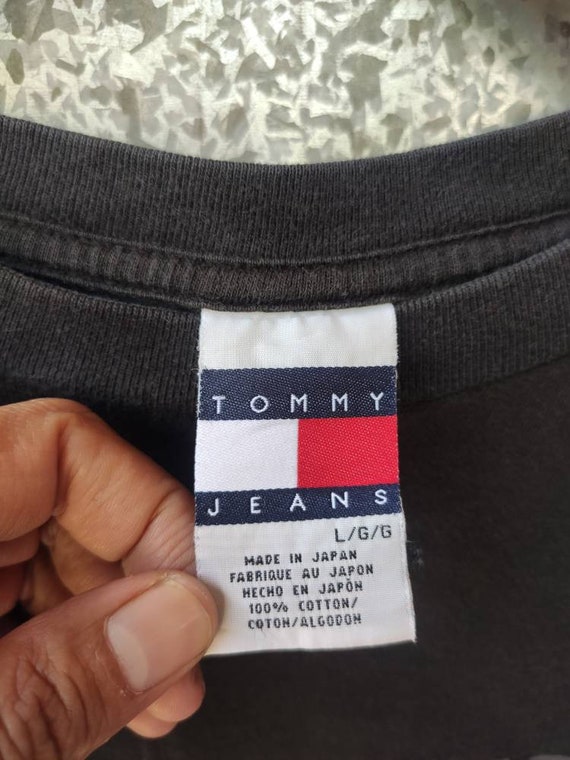 TOMMY
JEANS
L/G/G
MADE IN JAPAN
FABRIQUE AU JAPON
HECHO EN JAPÓN
100% COTTON/
COTON/ALGODON